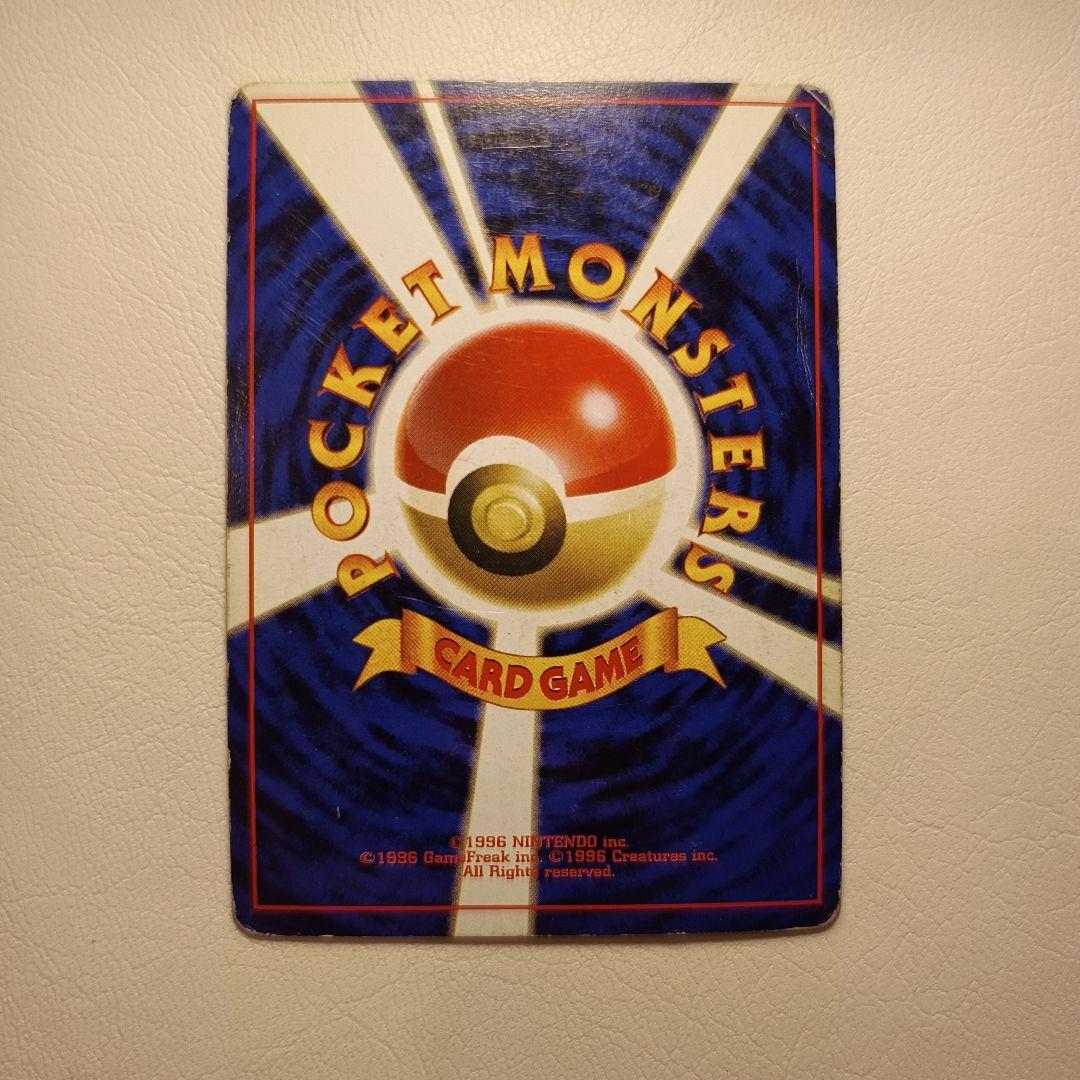 POCKET MONSTERS
CARD GAME
©1996 NINTENDO inc.
©1996 GameFreak inc. ©1996 Creatures inc.
All Rights reserved.